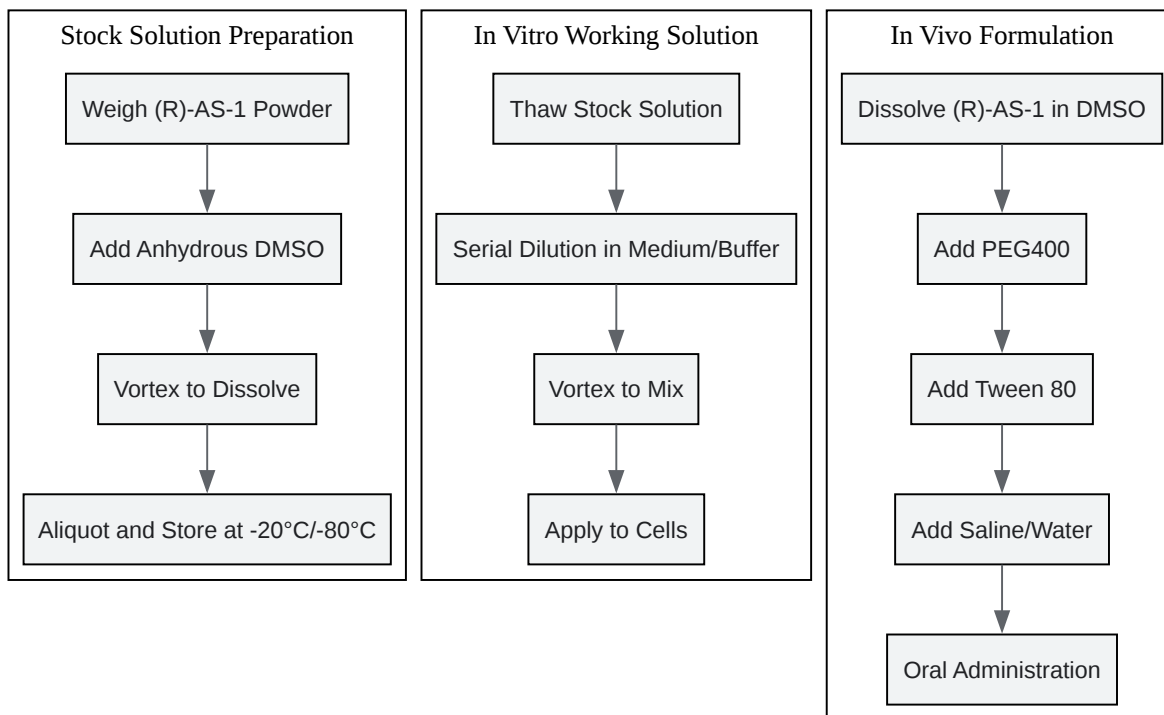 Stock Solution Preparation
Weigh (R)-AS-1 Powder
Add Anhydrous DMSO
Vortex to Dissolve
Aliquot and Store at -20°C/-80°C
In Vitro Working Solution
Thaw Stock Solution
Serial Dilution in Medium/Buffer
Vortex to Mix
Apply to Cells
In Vivo Formulation
Dissolve (R)-AS-1 in DMSO
Add PEG400
Add Tween 80
Add Saline/Water
Oral Administration